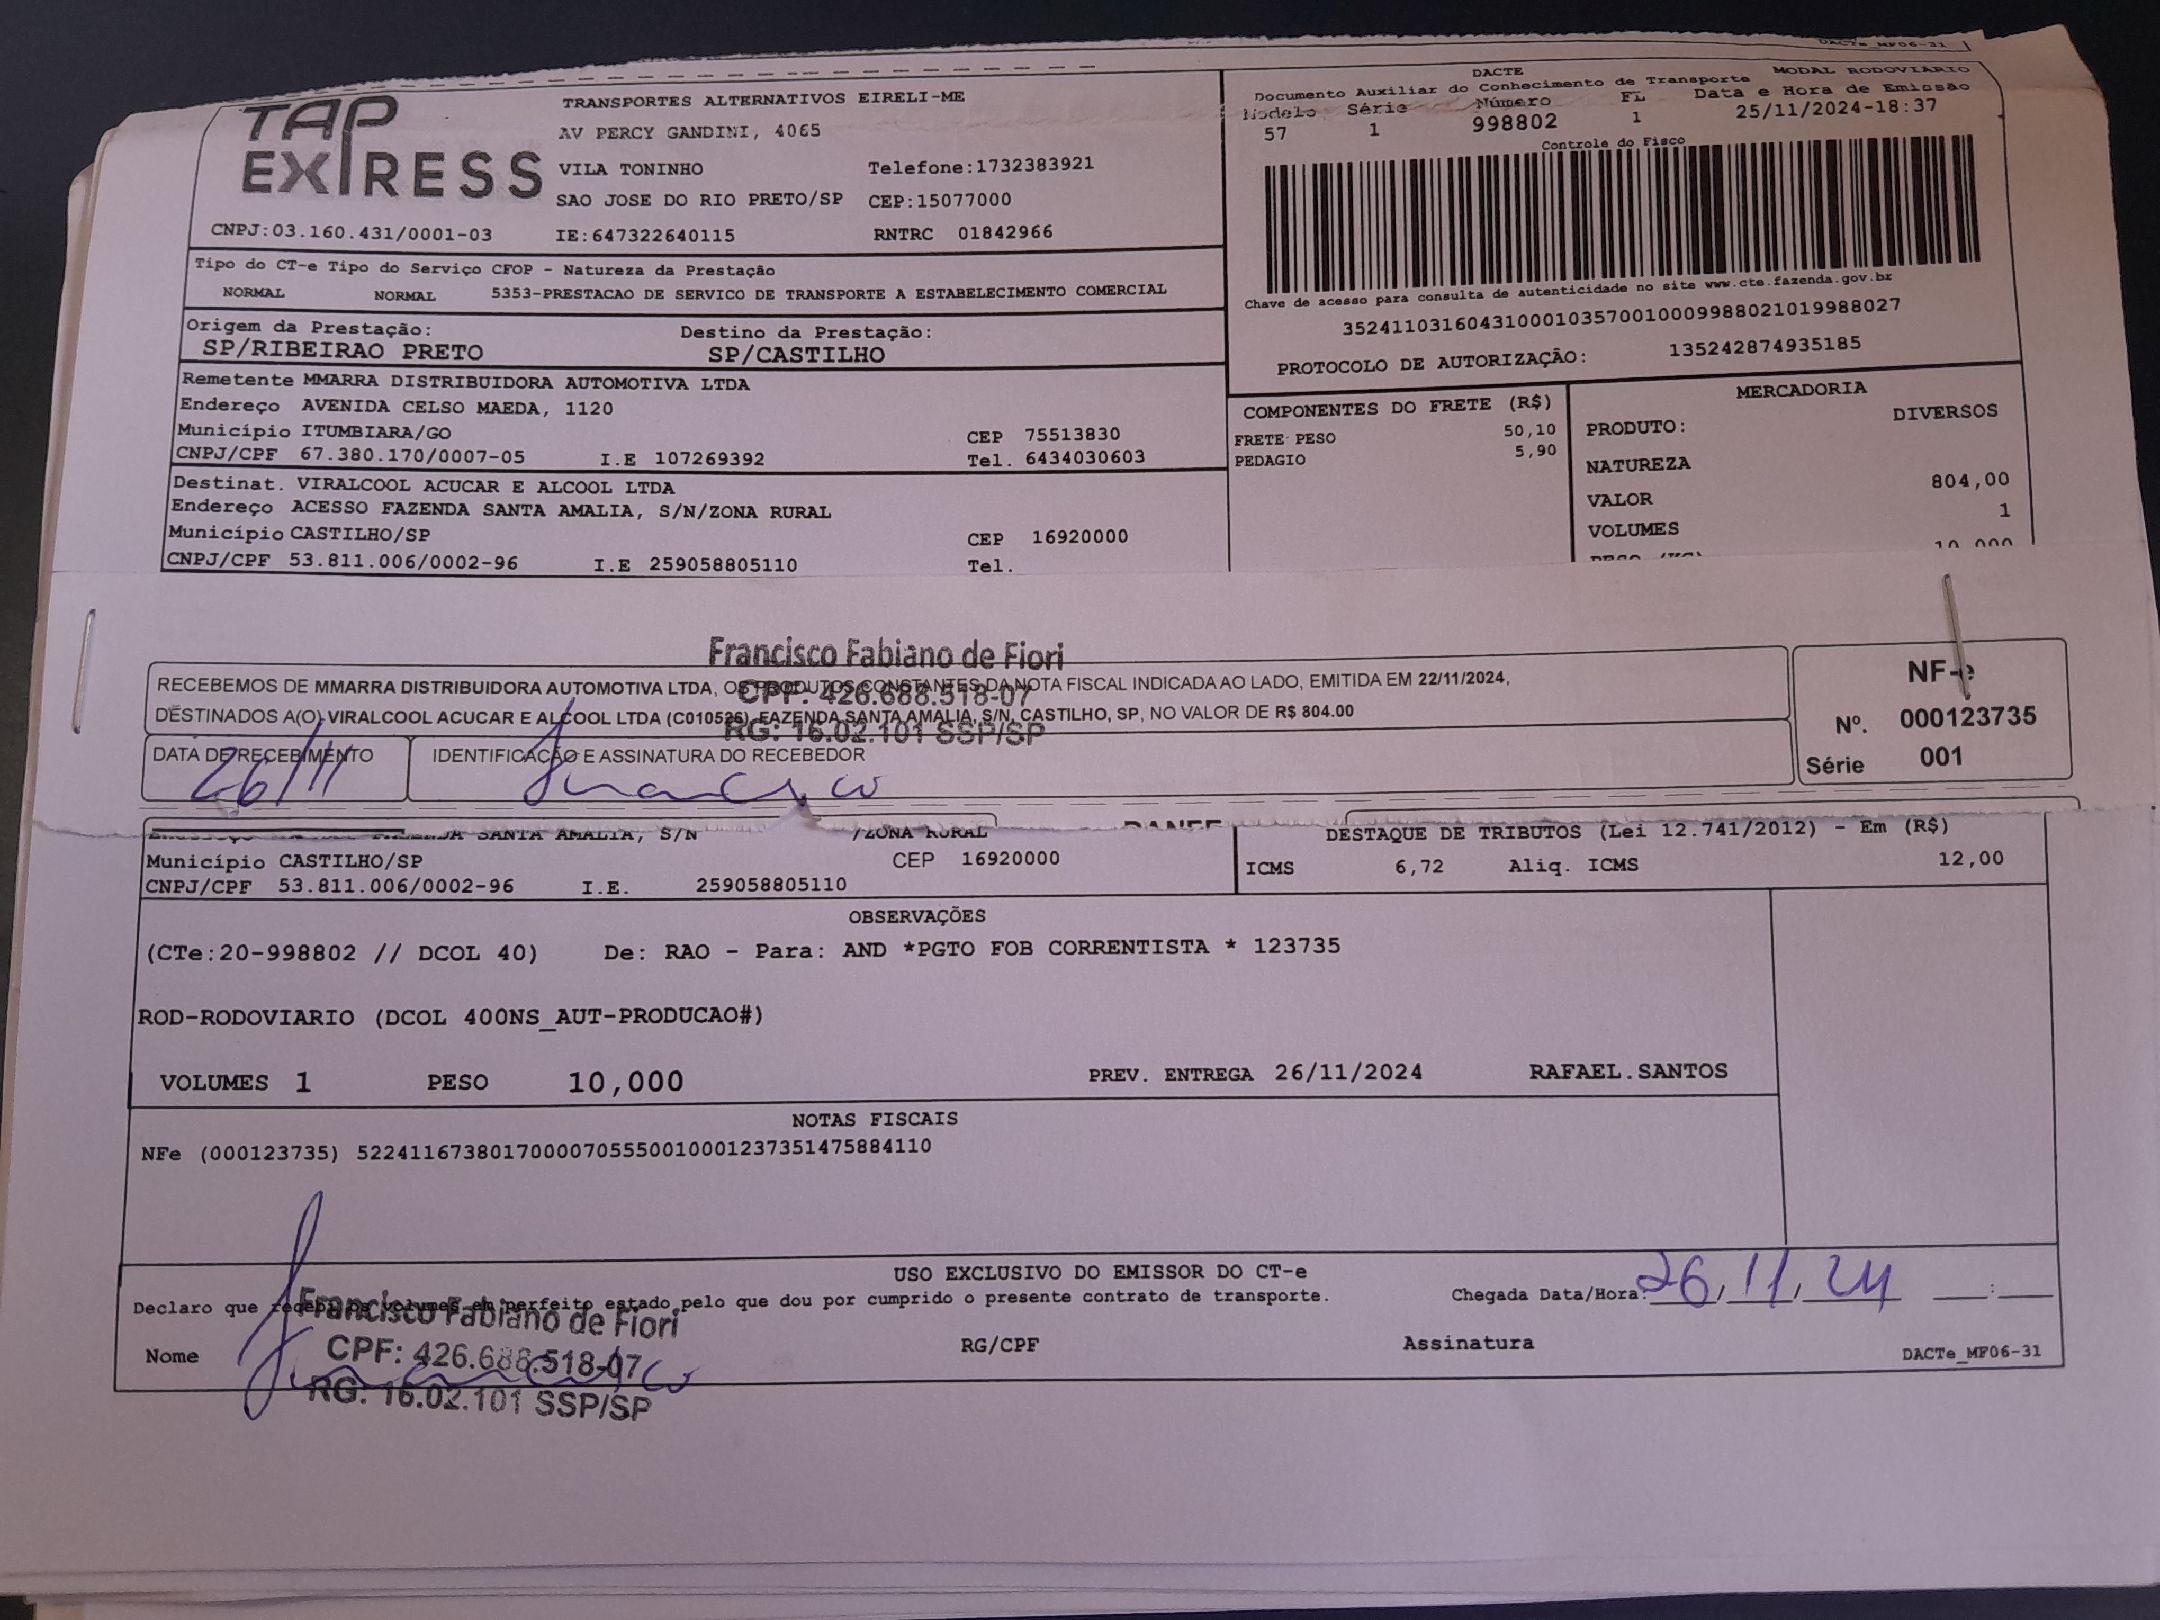 DACTe_MF06-31
TAP EXPRESS
TRANSPORTES ALTERNATIVOS EIRELI-ME
AV PERCY GANDINI, 4065
VILA TONINHO Telefone:1732383921
SAO JOSE DO RIO PRETO/SP CEP:15077000
CNPJ:03.160.431/0001-03 IE:647322640115 RNTRC 01842966
DACTE MODAL RODOVIARIO
Documento Auxiliar do Conhecimento de Transporte
Modelo Série Número FL Data e Hora de Emissão
57 1 998802 1 25/11/2024-18:37
Controle do Fisco
Chave de acesso para consulta de autenticidade no site www.cte.fazenda.gov.br
35241103160431000103570010009988021019988027
PROTOCOLO DE AUTORIZAÇÃO: 135242874935185
Tipo do CT-e Tipo do Serviço CFOP - Natureza da Prestação
NORMAL NORMAL 5353-PRESTACAO DE SERVICO DE TRANSPORTE A ESTABELECIMENTO COMERCIAL
Origem da Prestação: Destino da Prestação:
SP/RIBEIRAO PRETO SP/CASTILHO
Remetente MMARRA DISTRIBUIDORA AUTOMOTIVA LTDA
Endereço AVENIDA CELSO MAEDA, 1120
Município ITUMBIARA/GO CEP 75513830
CNPJ/CPF 67.380.170/0007-05 I.E 107269392 Tel. 6434030603
Destinat. VIRALCOOL ACUCAR E ALCOOL LTDA
Endereço ACESSO FAZENDA SANTA AMALIA, S/N/ZONA RURAL
Município CASTILHO/SP CEP 16920000
CNPJ/CPF 53.811.006/0002-96 I.E 259058805110 Tel.
COMPONENTES DO FRETE (R$)
FRETE PESO 50,10
PEDAGIO 5,90
MERCADORIA
PRODUTO: DIVERSOS
NATUREZA
VALOR 804,00
VOLUMES 1
PESO (KG) 10,000
Francisco Fabiano de Fiori
CPF: 426.688.518-07
RG: 16.02.101 SSP/SP
RECEBEMOS DE MMARRA DISTRIBUIDORA AUTOMOTIVA LTDA, OS PRODUTOS CONSTANTES DA NOTA FISCAL INDICADA AO LADO, EMITIDA EM 22/11/2024,
DESTINADOS A(O) VIRALCOOL ACUCAR E ALCOOL LTDA (C010526), FAZENDA SANTA AMALIA, S/N, CASTILHO, SP, NO VALOR DE R$ 804.00
DATA DE RECEBIMENTO IDENTIFICAÇÃO E ASSINATURA DO RECEBEDOR
26/11 Francisco
NF-e
Nº. 000123735
Série 001
DANFE
Endereço FAZENDA SANTA AMALIA, S/N /ZONA RURAL
Município CASTILHO/SP CEP 16920000
CNPJ/CPF 53.811.006/0002-96 I.E. 259058805110
DESTAQUE DE TRIBUTOS (Lei 12.741/2012) - Em (R$)
ICMS 6,72 Aliq. ICMS 12,00
OBSERVAÇÕES
(CTe:20-998802 // DCOL 40) De: RAO - Para: AND *PGTO FOB CORRENTISTA * 123735
ROD-RODOVIARIO (DCOL 400NS_AUT-PRODUCAO#)
VOLUMES 1 PESO 10,000 PREV. ENTREGA 26/11/2024 RAFAEL.SANTOS
NOTAS FISCAIS
NFe (000123735) 52241167380170000705550010001237351475884110
USO EXCLUSIVO DO EMISSOR DO CT-e
Declaro que recebi os volumes em perfeito estado pelo que dou por cumprido o presente contrato de transporte. Chegada Data/Hora: 26/11/24 __:__
Nome RG/CPF Assinatura
Francisco Fabiano de Fiori
CPF: 426.688.518-07
RG: 16.02.101 SSP/SP
Francisco
DACTe_MF06-31